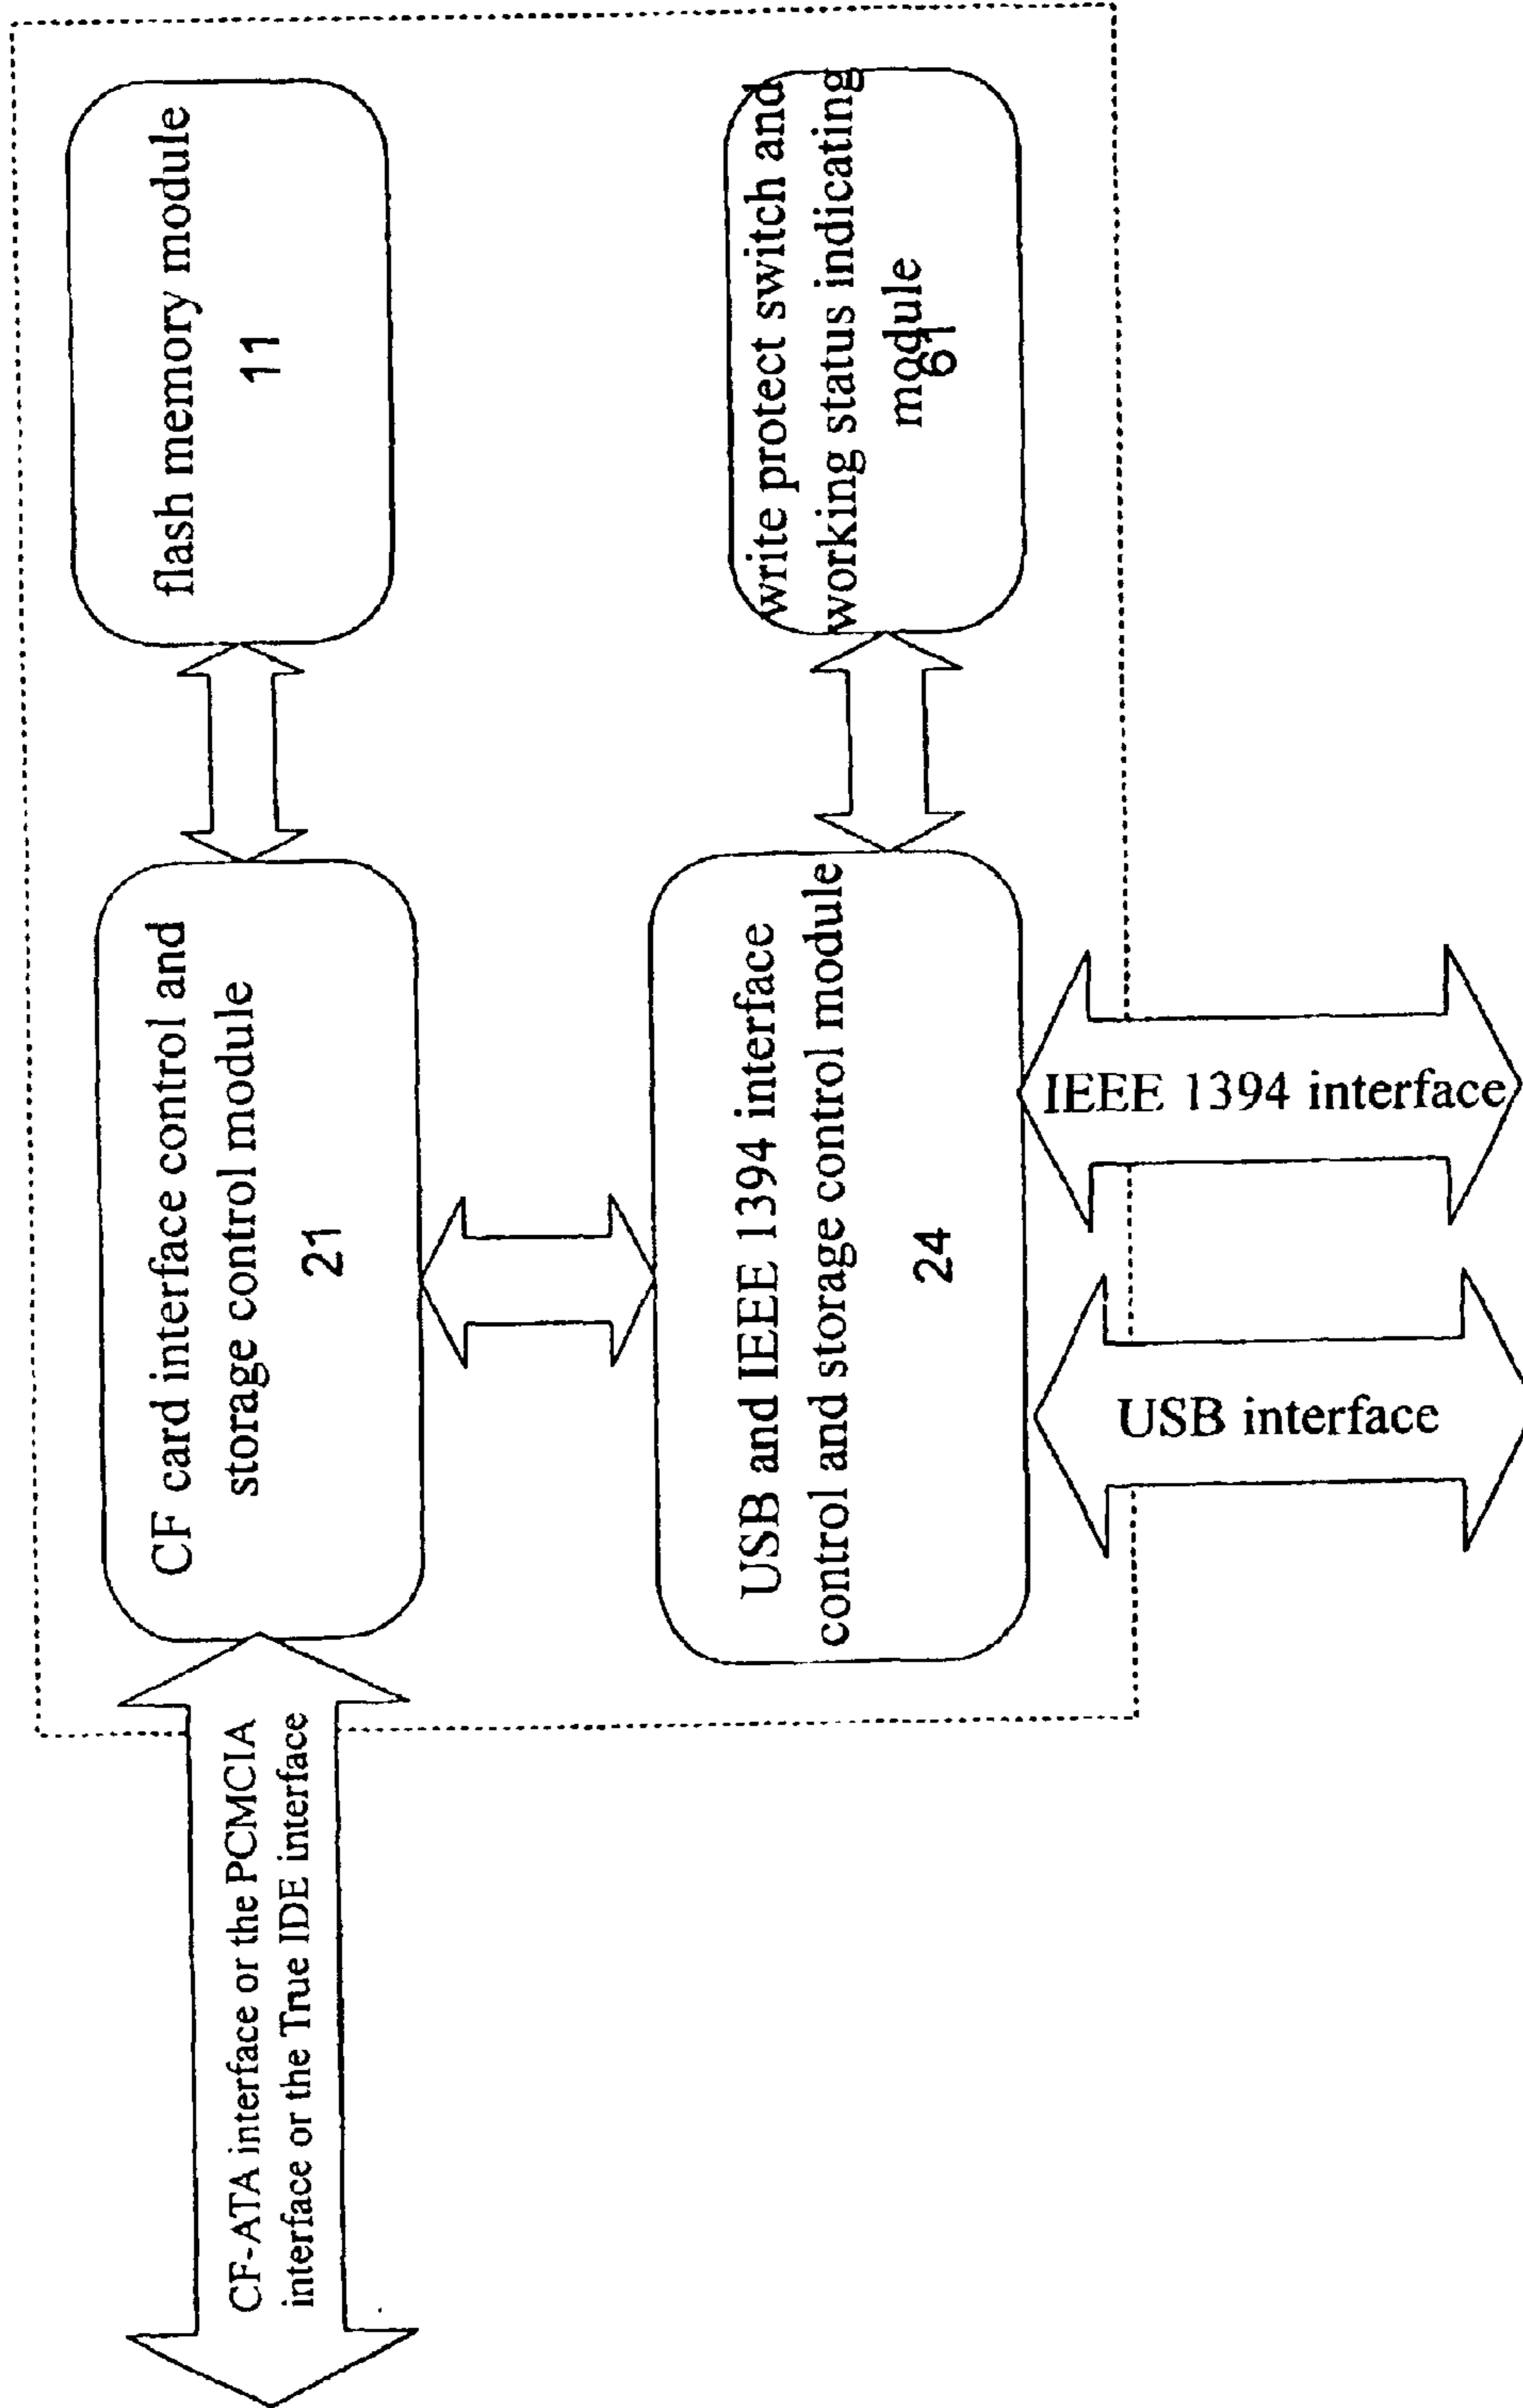 CF-ATA interface or the PCMCIA
interface or the True IDE interface
CF card interface control and
storage control module
21
flash memory module
11
USB and IEEE 1394 interface
control and storage control module
24
write protect switch and
working status indicating
module
61
USB interface
IEEE 1394 interface